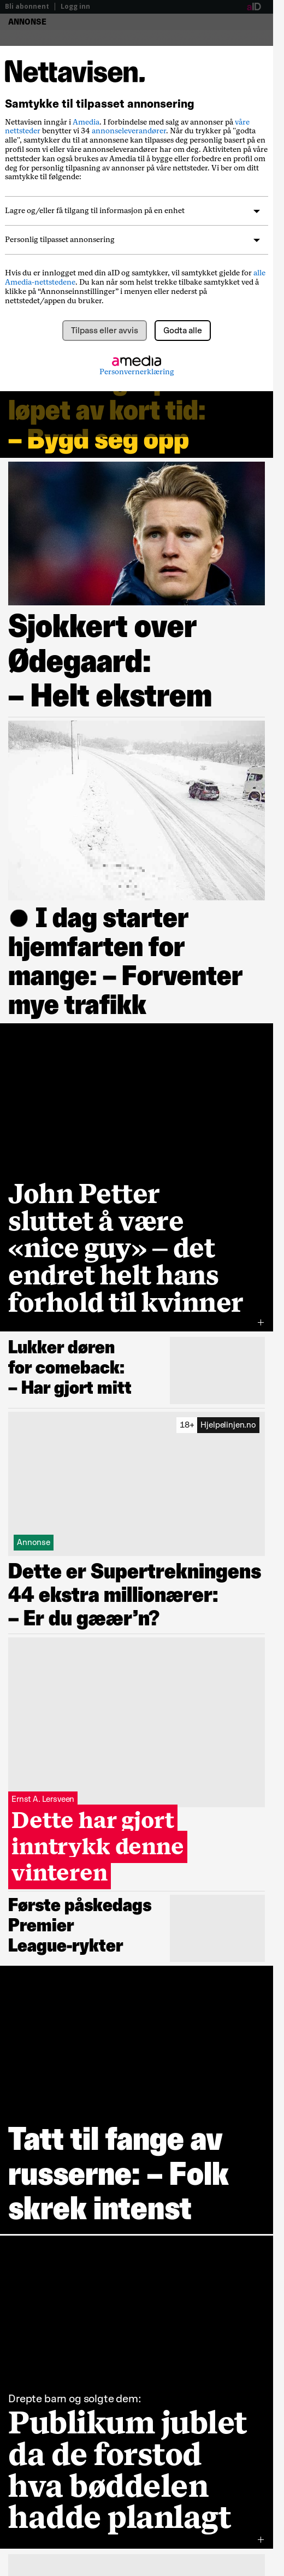 Bli abonnent | Logg inn
aID
ANNONSE
Nettavisen.
Samtykke til tilpasset annonsering
Nettavisen inngår i Amedia. I forbindelse med salg av annonser på våre
nettsteder benytter vi 34 annonseleverandører. Når du trykker på "godta
alle", samtykker du til at annonsene kan tilpasses deg personlig basert på en
profil som vi eller våre annonseleverandører har om deg. Aktiviteten på våre
nettsteder kan også brukes av Amedia til å bygge eller forbedre en profil om
deg for personlig tilpasning av annonser på våre nettsteder. Vi ber om ditt
samtykke til følgende:
Lagre og/eller få tilgang til informasjon på en enhet
Personlig tilpasset annonsering
Hvis du er innlogget med din aID og samtykker, vil samtykket gjelde for alle
Amedia-nettstedene. Du kan når som helst trekke tilbake samtykket ved å
klikke på “Annonseinnstillinger” i menyen eller nederst på
nettstedet/appen du bruker.
Tilpass eller avvis
Godta alle
amedia
Personvernerklæring
løpet av kort tid:
– Bygd seg opp
Sjokkert over
Ødegaard:
– Helt ekstrem
● I dag starter
hjemfarten for
mange: – Forventer
mye trafikk
John Petter
sluttet å være
«nice guy» – det
endret helt hans
forhold til kvinner
+
Lukker døren
for comeback:
– Har gjort mitt
18+ Hjelpelinjen.no
Annonse
Dette er Supertrekningens
44 ekstra millionærer:
– Er du gæær’n?
Ernst A. Lersveen
Dette har gjort
inntrykk denne
vinteren
Første påskedags
Premier
League-rykter
Tatt til fange av
russerne: – Folk
skrek intenst
Drepte barn og solgte dem:
Publikum jublet
da de forstod
hva bøddelen
hadde planlagt
+